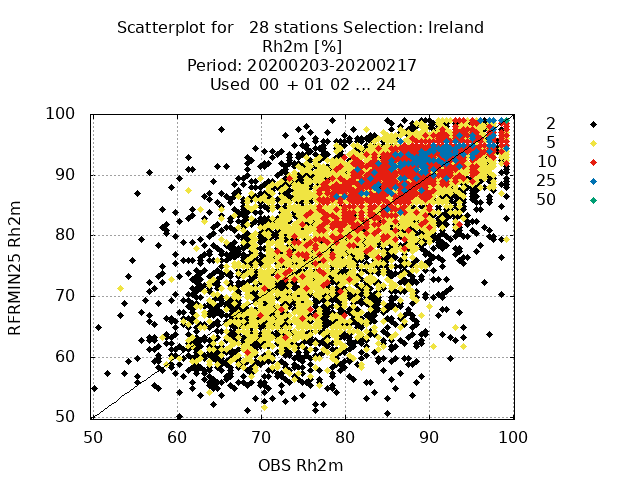 Scatterplot for 28 stations Selection: Ireland
Rh2m [%]
Period: 20200203-20200217
Used 00 + 01 02 ... 24
100
90
80
70
60
50
RFRMIN25 Rh2m
50 60 70 80 90 100
OBS Rh2m
2
5
10
25
50